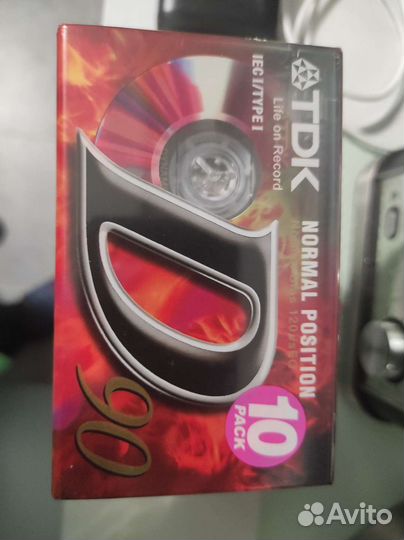 TDK
Life on Record
IEC I/TYPE I
NORMAL POSITION
D
90
10
PACK
Avito